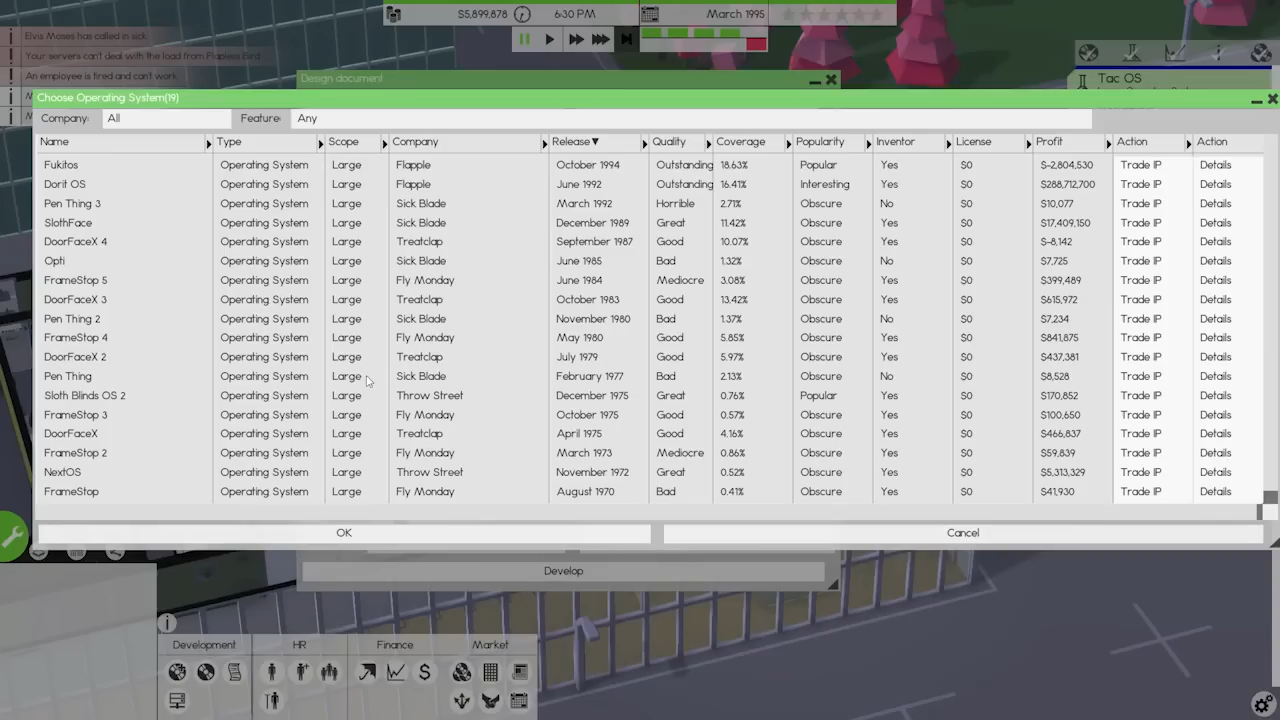 $5,899,878 6:30 PM March 1995
Elvis Moses has called in sick
Your servers can't deal with the load from Flapless Bird
An employee is fired and can't work
Design document
Tac OS
Choose Operating System(19)
Company: All Feature: Any
Name Type Scope Company Release▼ Quality Coverage Popularity Inventor License Profit Action Action
Fukitos Operating System Large Flapple October 1994 Outstanding 18.63% Popular Yes $0 $-2,804,530 Trade IP Details
Dorit OS Operating System Large Flapple June 1992 Outstanding 16.41% Interesting Yes $0 $288,712,700 Trade IP Details
Pen Thing 3 Operating System Large Sick Blade March 1992 Horrible 2.71% Obscure No $0 $10,077 Trade IP Details
SlothFace Operating System Large Sick Blade December 1989 Great 11.42% Obscure Yes $0 $17,409,150 Trade IP Details
DoorFaceX 4 Operating System Large Treatclap September 1987 Good 10.07% Obscure Yes $0 $-8,142 Trade IP Details
Opti Operating System Large Sick Blade June 1985 Bad 1.32% Obscure No $0 $7,725 Trade IP Details
FrameStop 5 Operating System Large Fly Monday June 1984 Mediocre 3.08% Obscure Yes $0 $399,489 Trade IP Details
DoorFaceX 3 Operating System Large Treatclap October 1983 Good 13.42% Obscure Yes $0 $615,972 Trade IP Details
Pen Thing 2 Operating System Large Sick Blade November 1980 Bad 1.37% Obscure No $0 $7,234 Trade IP Details
FrameStop 4 Operating System Large Fly Monday May 1980 Good 5.85% Obscure Yes $0 $841,875 Trade IP Details
DoorFaceX 2 Operating System Large Treatclap July 1979 Good 5.97% Obscure Yes $0 $437,381 Trade IP Details
Pen Thing Operating System Large Sick Blade February 1977 Bad 2.13% Obscure No $0 $8,528 Trade IP Details
Sloth Blinds OS 2 Operating System Large Throw Street December 1975 Great 0.76% Popular Yes $0 $170,852 Trade IP Details
FrameStop 3 Operating System Large Fly Monday October 1975 Good 0.57% Obscure Yes $0 $100,650 Trade IP Details
DoorFaceX Operating System Large Treatclap April 1975 Good 4.16% Obscure Yes $0 $466,837 Trade IP Details
FrameStop 2 Operating System Large Fly Monday March 1973 Mediocre 0.86% Obscure Yes $0 $59,839 Trade IP Details
NextOS Operating System Large Throw Street November 1972 Great 0.52% Obscure Yes $0 $5,313,329 Trade IP Details
FrameStop Operating System Large Fly Monday August 1970 Bad 0.41% Obscure Yes $0 $41,930 Trade IP Details
OK Cancel
Develop
Development HR Finance Market